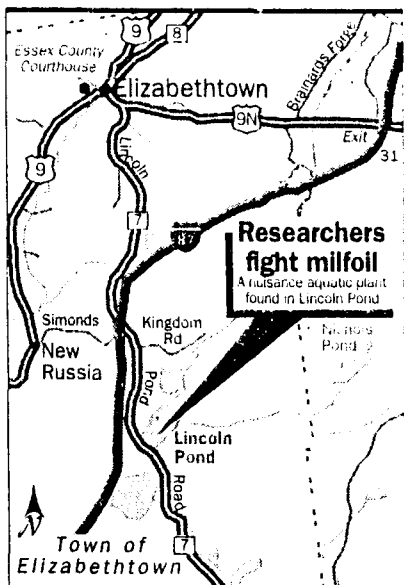 9
8
Essex County
Courthouse
Elizabethtown
Brainards Forge
9N
Exit
31
Lincoln
9
7
87
Researchers
fight milfoil
A nuisance aquatic plant
found in Lincoln Pond
Simonds
Kingdom
Rd
Nichols
Pond
New
Russia
Pond
Lincoln
Pond
Road
N
7
Town of
Elizabethtown